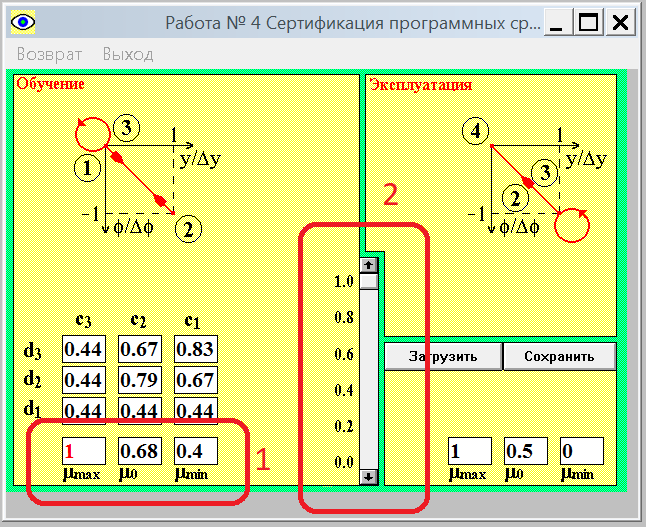 Работа № 4 Сертификация программных ср...
Возврат Выход
Обучение
3
1
1
y/Δy
-1
2
ϕ/Δϕ
Эксплуатация
4
1
y/Δy
3
2
-1
ϕ/Δϕ
2
1.0
0.8
0.6
0.4
0.2
0.0
c3 c2 c1
d3 0.44 0.67 0.83
d2 0.44 0.79 0.67
d1 0.44 0.44 0.44
1 0.68 0.4
μmax μ0 μmin
1
Загрузить Сохранить
1 0.5 0
μmax μ0 μmin